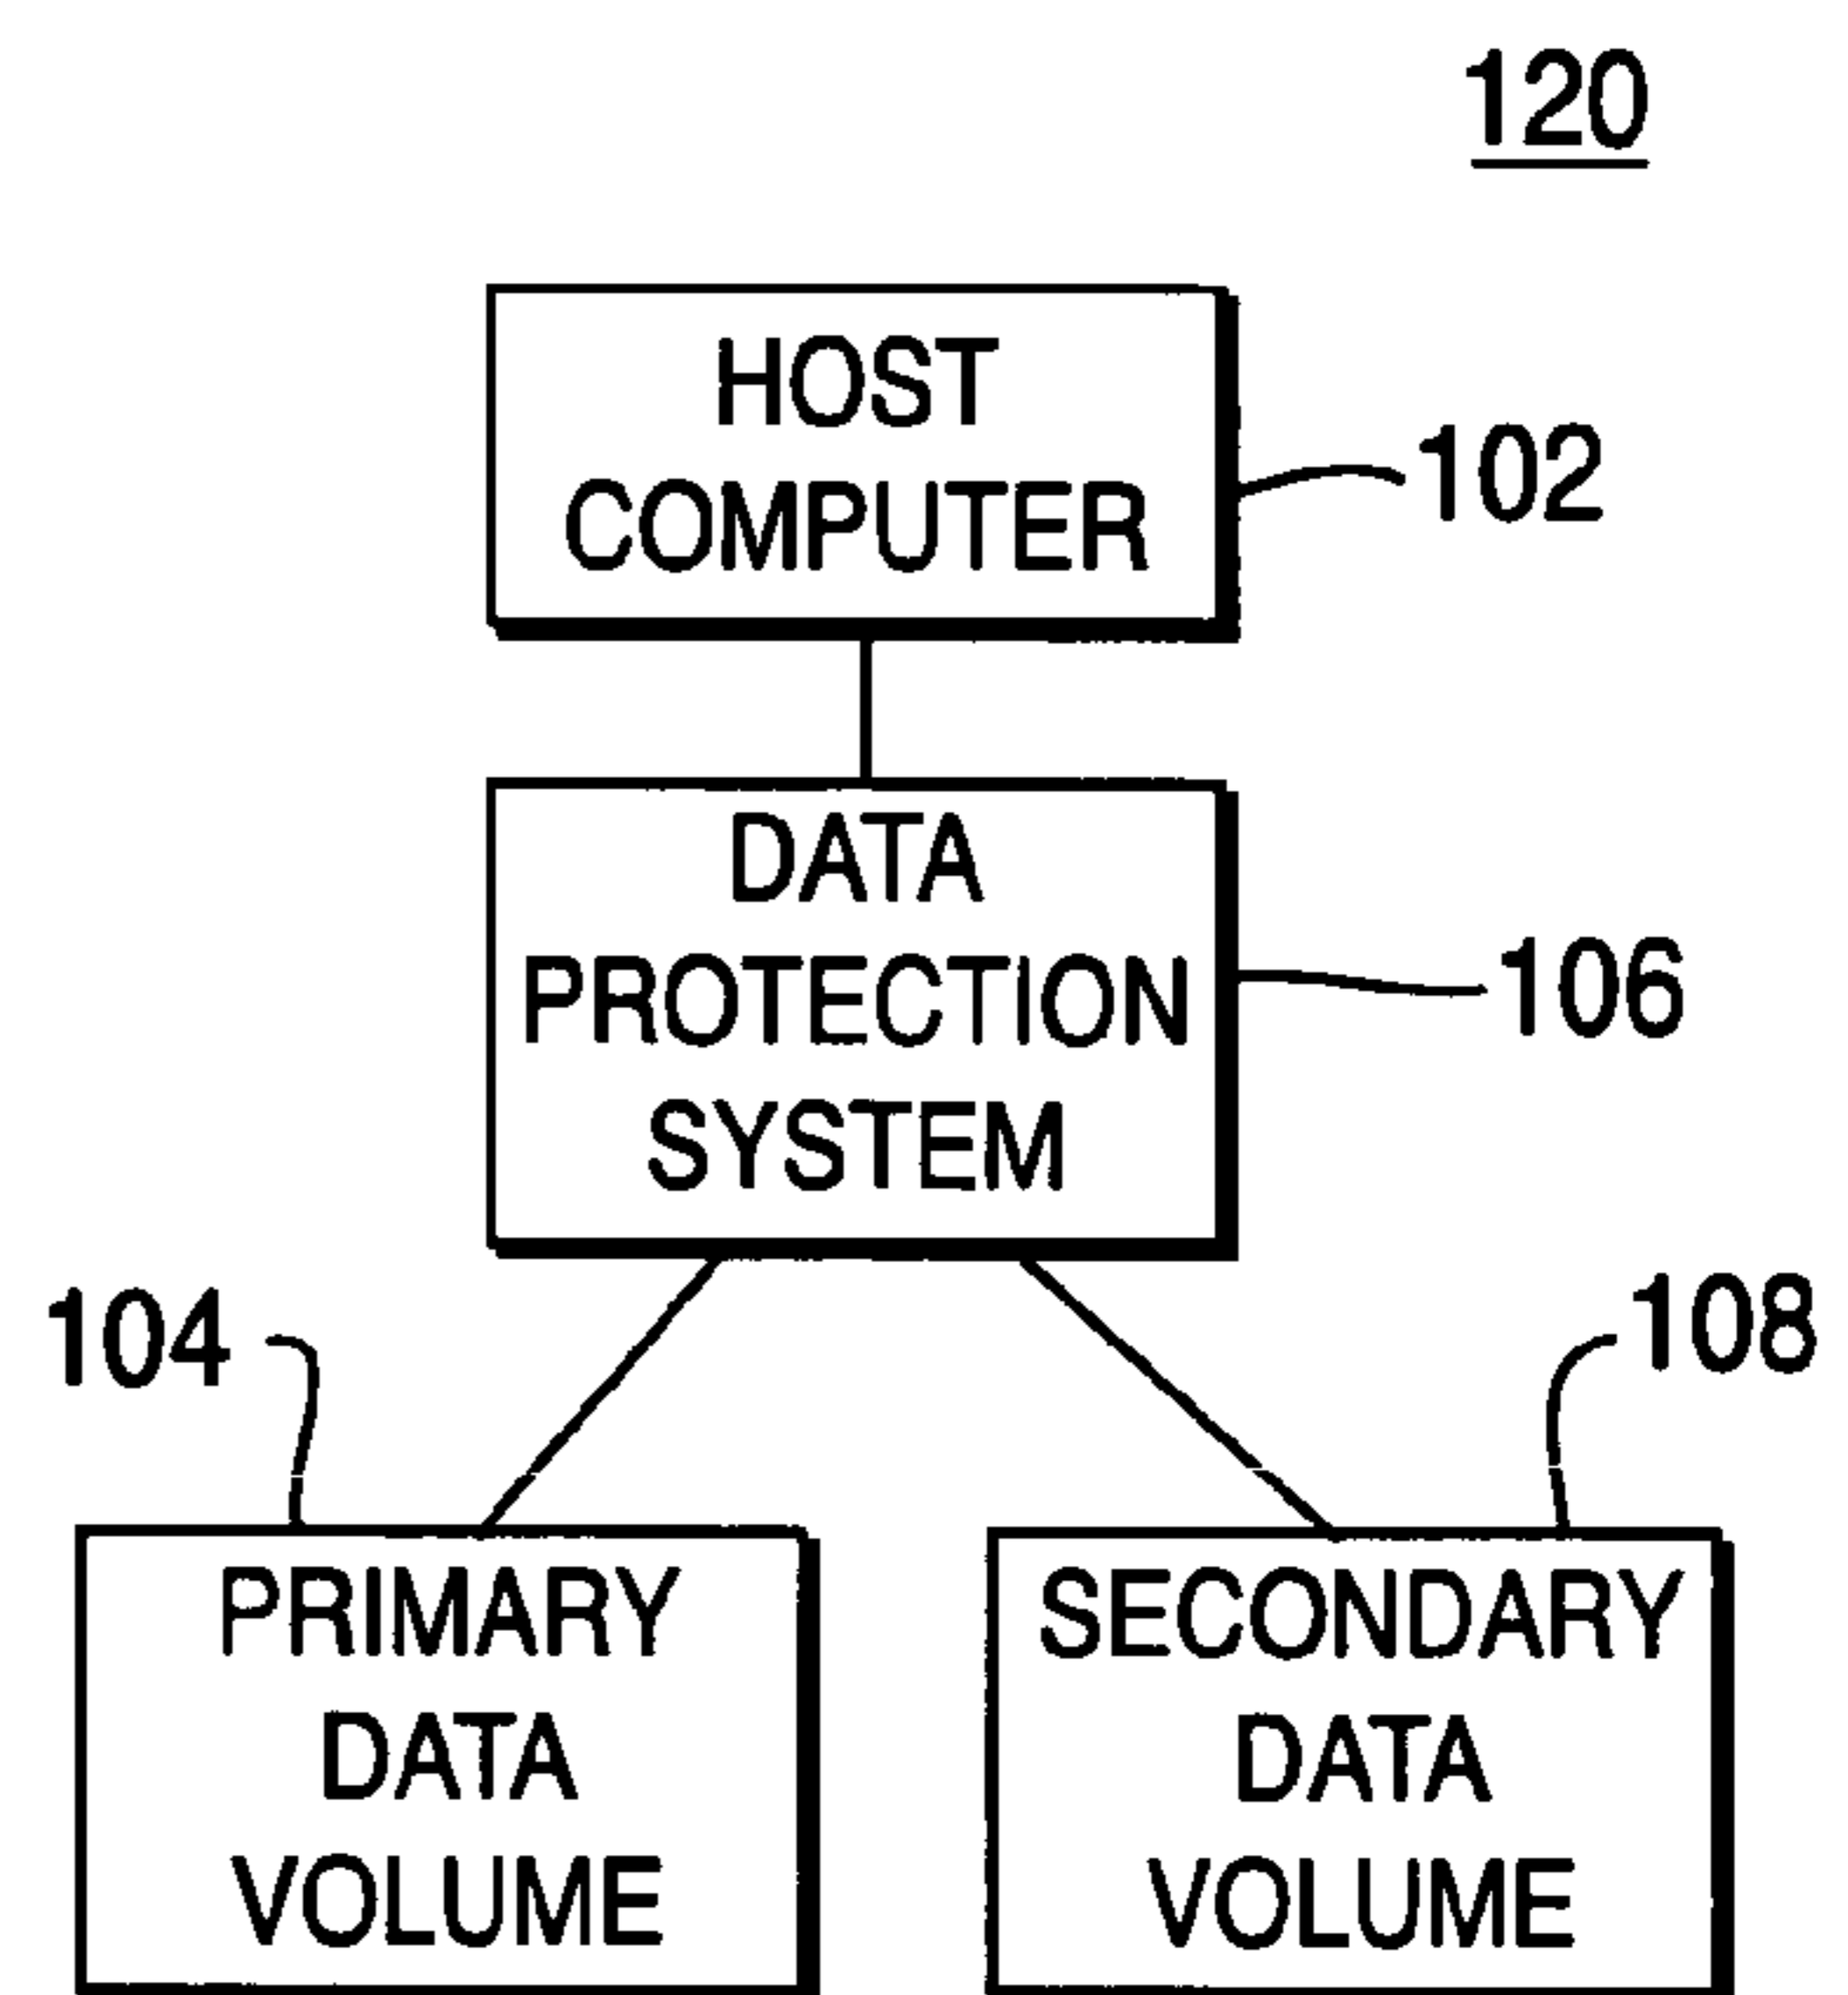 120
HOST
COMPUTER
102
DATA
PROTECTION
SYSTEM
106
104
108
PRIMARY
DATA
VOLUME
SECONDARY
DATA
VOLUME